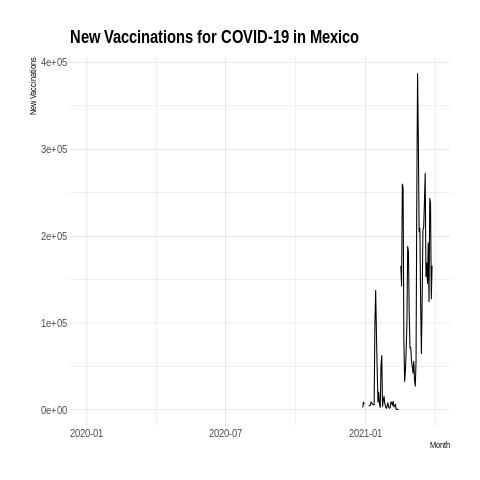 New Vaccinations for COVID-19 in Mexico
New Vaccinations
4e+05
3e+05
2e+05
1e+05
0e+00
2020-01 2020-07 2021-01
Month